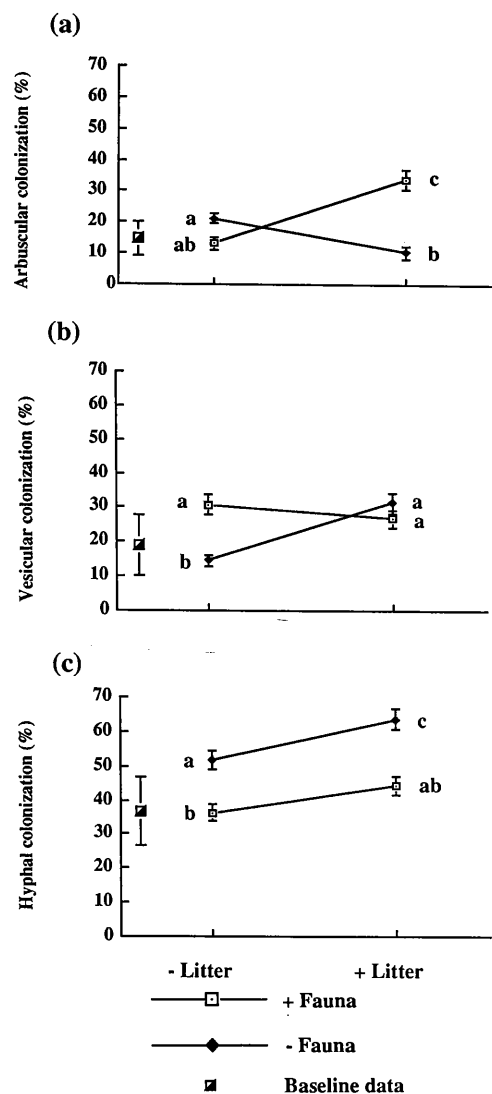 (a)
Arbuscular colonization (%)
70
60
50
40
30
20
10
0
a
ab
c
b
(b)
Vesicular colonization (%)
70
60
50
40
30
20
10
0
a
b
a
a
(c)
Hyphal colonization (%)
70
60
50
40
30
20
10
0
a
b
c
ab
- Litter + Litter
+ Fauna
- Fauna
Baseline data